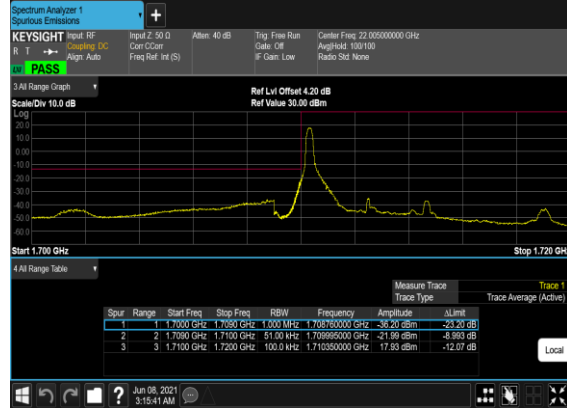 Spectrum Analyzer 1
Spurious Emissions
+
KEYSIGHT Input: RF Input Z: 50 Ω Atten: 40 dB Trig: Free Run Center Freq: 22.005000000 GHz
R T Coupling: DC Corr CCorr Gate: Off Avg|Hold: 100/100
Align: Auto Freq Ref: Int (S) IF Gain: Low Radio Std: None
PASS
3 All Range Graph
Ref Lvl Offset 4.20 dB
Scale/Div 10.0 dB Ref Value 30.00 dBm
Log
20.0
10.0
0.00
-10.0
-20.0
-30.0
-40.0
-50.0
-60.0
Start 1.700 GHz Stop 1.720 GHz
4 All Range Table
Measure Trace Trace 1
Trace Type Trace Average (Active)
Spur Range Start Freq Stop Freq RBW Frequency Amplitude ΔLimit
1 1 1.7000 GHz 1.7090 GHz 1.000 MHz 1.708760000 GHz -36.20 dBm -23.20 dB
2 2 1.7090 GHz 1.7100 GHz 51.00 kHz 1.709995000 GHz -21.99 dBm -8.993 dB
3 3 1.7100 GHz 1.7200 GHz 100.0 kHz 1.710350000 GHz 17.93 dBm -12.07 dB
Local
? Jun 08, 2021
3:15:41 AM